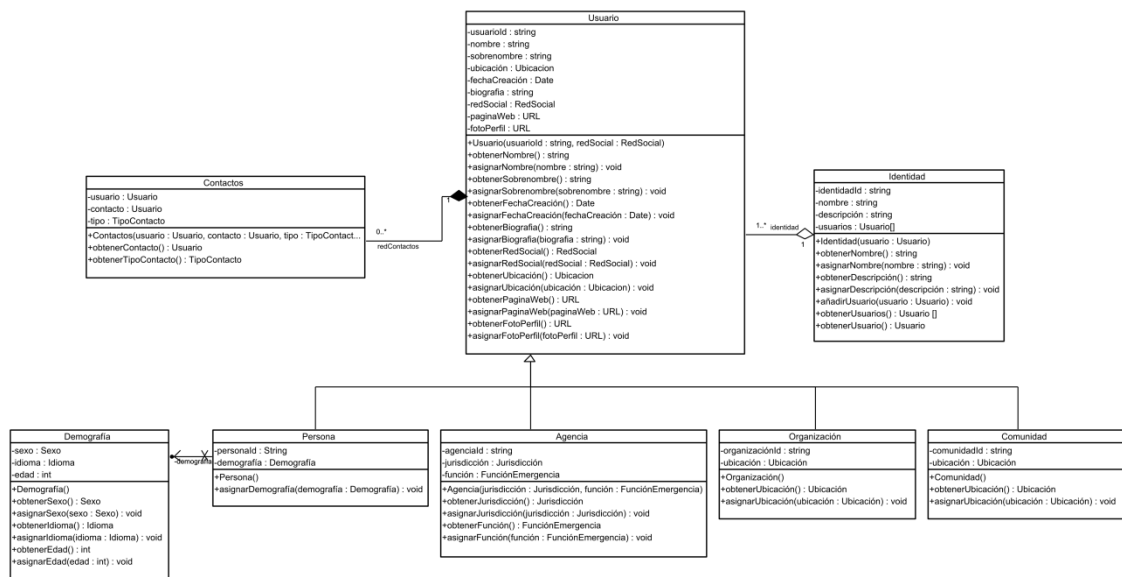 Usuario
-usuarioId : string
-nombre : string
-sobrenombre : string
-ubicación : Ubicacion
-fechaCreación : Date
-biografia : string
-redSocial : RedSocial
-paginaWeb : URL
-fotoPerfil : URL
+Usuario(usuarioId : string, redSocial : RedSocial)
+obtenerNombre() : string
+asignarNombre(nombre : string) : void
+obtenerSobrenombre() : string
+asignarSobrenombre(sobrenombre : string) : void
+obtenerFechaCreación() : Date
+asignarFechaCreación(fechaCreación : Date) : void
+obtenerBiografia() : string
+asignarBiografia(biografia : string) : void
+obtenerRedSocial() : RedSocial
+asignarRedSocial(redSocial : RedSocial) : void
+obtenerUbicación() : Ubicacion
+asignarUbicación(ubicación : Ubicacion) : void
+obtenerPaginaWeb() : URL
+asignarPaginaWeb(paginaWeb : URL) : void
+obtenerFotoPerfil() : URL
+asignarFotoPerfil(fotoPerfil : URL) : void
Contactos
-usuario : Usuario
-contacto : Usuario
-tipo : TipoContacto
+Contactos(usuario : Usuario, contacto : Usuario, tipo : TipoContact...
+obtenerContacto() : Usuario
+obtenerTipoContacto() : TipoContacto
1
0..*
redContactos
1..*
identidad
1
Identidad
-identidadId : string
-nombre : string
-descripción : string
-usuarios : Usuario[]
+Identidad(usuario : Usuario)
+obtenerNombre() : string
+asignarNombre(nombre : string) : void
+obtenerDescripción() : string
+asignarDescripción(descripción : string) : void
+añadirUsuario(usuario : Usuario) : void
+obtenerUsuarios() : Usuario []
+obtenerUsuario() : Usuario
Demografía
-sexo : Sexo
-idioma : Idioma
-edad : int
+Demografia()
+obtenerSexo() : Sexo
+asignarSexo(sexo : Sexo) : void
+obtenerIdioma() : Idioma
+asignarIdioma(idioma : Idioma) : void
+obtenerEdad() : int
+asignarEdad(edad : int) : void
-demografía
Persona
-personaId : String
-demografía : Demografía
+Persona()
+asignarDemografía(demografía : Demografía) : void
Agencia
-agenciaId : string
-jurisdicción : Jurisdicción
-función : FunciónEmergencia
+Agencia(jurisdicción : Jurisdicción, función : FunciónEmergencia)
+obtenerJurisdicción() : Jurisdicción
+asignarJurisdicción(jurisdicción : Jurisdicción) : void
+obtenerFunción() : FunciónEmergencia
+asignarFunción(función : FunciónEmergencia) : void
Organización
-organizaciónId : string
-ubicación : Ubicación
+Organización()
+obtenerUbicación() : Ubicación
+asignarUbicación(ubicación : Ubicación) : void
Comunidad
-comunidadId : string
-ubicación : Ubicación
+Comunidad()
+obtenerUbicación() : Ubicación
+asignarUbicación(ubicación : Ubicación) : void